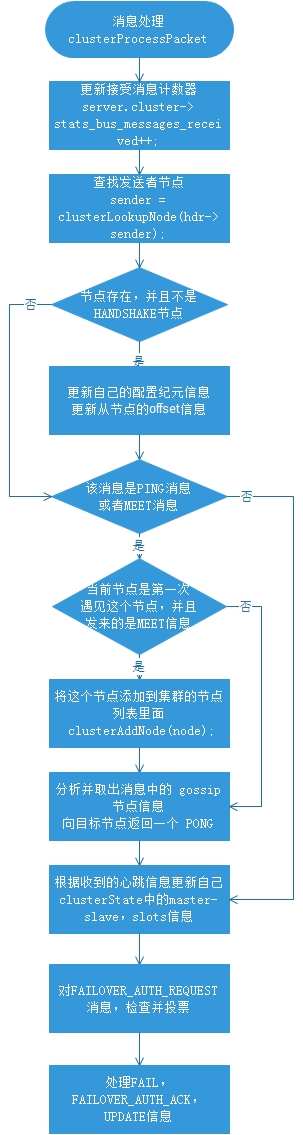 消息处理
clusterProcessPacket
更新接受消息计数器
server.cluster->
stats_bus_messages_recei
ved++;
查找发送者节点
sender =
clusterLookupNode(hdr->
sender);
节点存在，并且不是
HANDSHAKE节点
否
是
更新自己的配置纪元信息
更新从节点的offset信息
该消息是PING消息
或者MEET消息
否
是
当前节点是第一次
遇见这个节点，并且
发来的是MEET信息
否
是
将这个节点添加到集群的节点
列表里面
clusterAddNode(node);
分析并取出消息中的 gossip
节点信息
向目标节点返回一个 PONG
根据收到的心跳信息更新自己
clusterState中的master-
slave，slots信息
对FAILOVER_AUTH_REQUEST
消息，检查并投票
处理FAIL，
FAILOVER_AUTH_ACK，
UPDATE信息